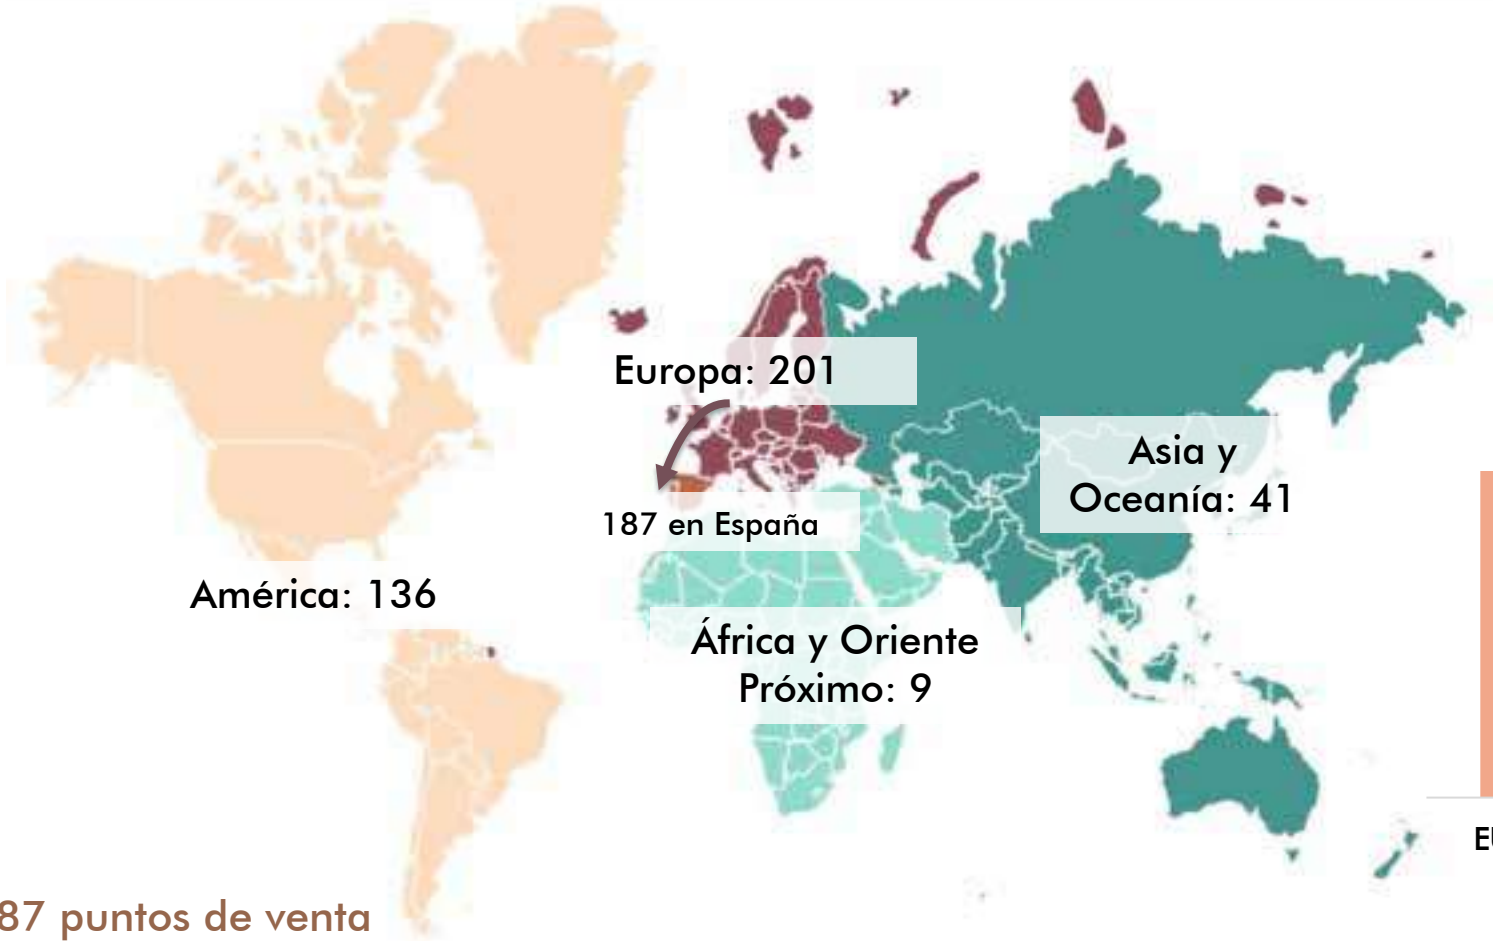 Europa: 201
187 en España
Asia y
Oceanía: 41
América: 136
África y Oriente
Próximo: 9
87 puntos de venta